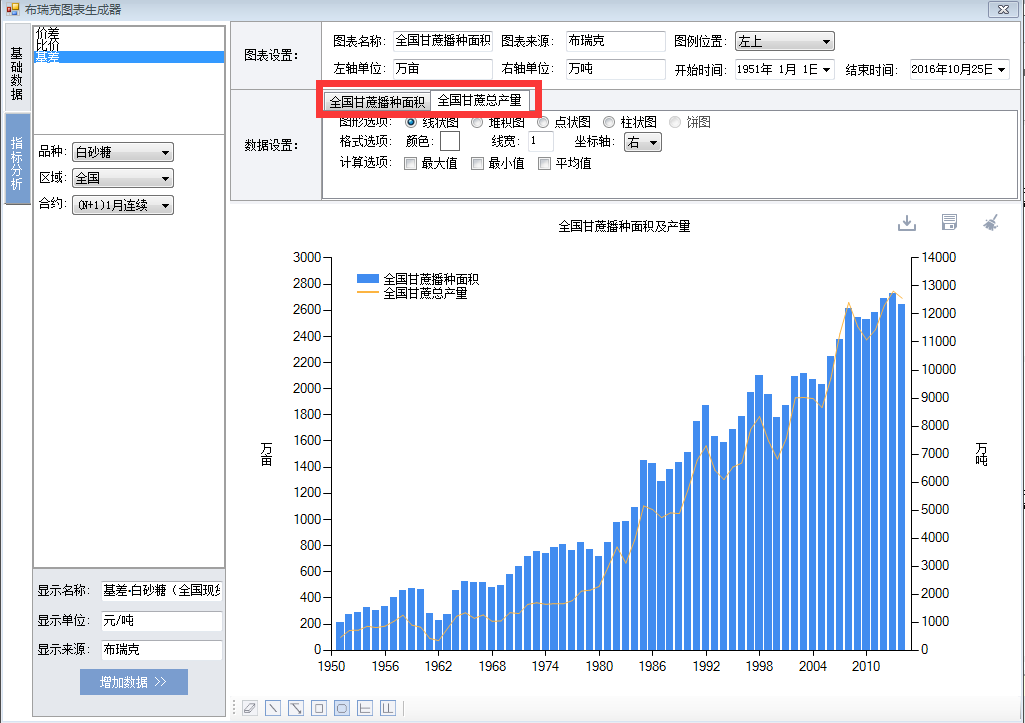 布瑞克图表生成器
基础数据
指标分析
价差
比价
基差
品种: 白砂糖
区域: 全国
合约: (N+1)1月连续
显示名称: 基差-白砂糖（全国现货
显示单位: 元/吨
显示来源: 布瑞克
增加数据 >>
图表设置:
图表名称: 全国甘蔗播种面积 图表来源: 布瑞克 图例位置: 左上
左轴单位: 万亩 右轴单位: 万吨 开始时间: 1951年 1月 1日 结束时间: 2016年10月25日
全国甘蔗播种面积 全国甘蔗总产量
数据设置:
图形选项: 线状图 堆积图 点状图 柱状图 饼图
格式选项: 颜色: 线宽: 1 坐标轴: 右
计算选项: 最大值 最小值 平均值
全国甘蔗播种面积及产量
全国甘蔗播种面积
全国甘蔗总产量
万亩
3000
2800
2600
2400
2200
2000
1800
1600
1400
1200
1000
800
600
400
200
0
14000
13000
12000
11000
10000
9000
8000
7000
6000
5000
4000
3000
2000
1000
0
万吨
1950 1956 1962 1968 1974 1980 1986 1992 1998 2004 2010